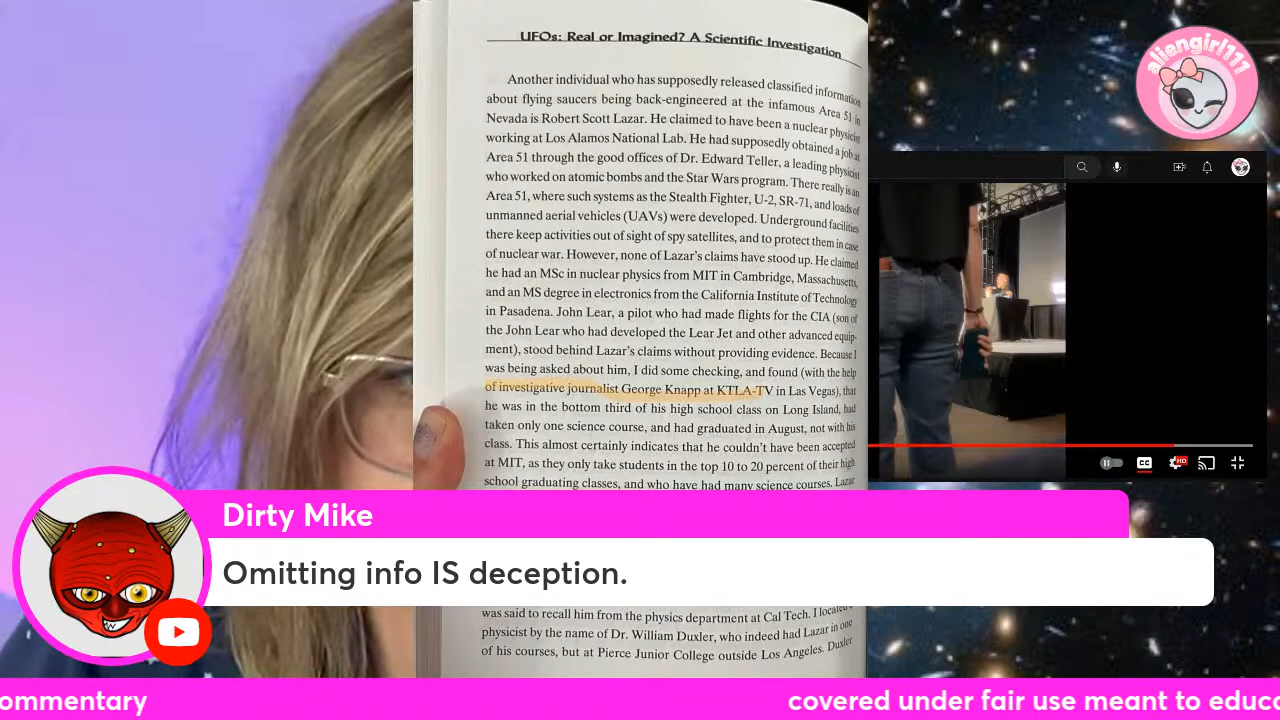 UFOs: Real or Imagined? A Scientific Investigation
Another individual who has supposedly released classified information
about flying saucers being back-engineered at the infamous Area 51 in
Nevada is Robert Scott Lazar. He claimed to have been a nuclear physicist
working at Los Alamos National Lab. He had supposedly obtained a job at
Area 51 through the good offices of Dr. Edward Teller, a leading physicist
who worked on atomic bombs and the Star Wars program. There really is an
Area 51, where such systems as the Stealth Fighter, U-2, SR-71, and loads of
unmanned aerial vehicles (UAVs) were developed. Underground facilities
there keep activities out of sight of spy satellites, and to protect them in case
of nuclear war. However, none of Lazar's claims have stood up. He claimed
he had an MSc in nuclear physics from MIT in Cambridge, Massachusetts,
and an MS degree in electronics from the California Institute of Technology
in Pasadena. John Lear, a pilot who had made flights for the CIA (son of
the John Lear who had developed the Lear Jet and other advanced equip-
ment), stood behind Lazar's claims without providing evidence. Because I
was being asked about him, I did some checking, and found (with the help
of investigative journalist George Knapp at KTLA-TV in Las Vegas), that
he was in the bottom third of his high school class on Long Island, had
taken only one science course, and had graduated in August, not with his
class. This almost certainly indicates that he couldn't have been accepted
at MIT, as they only take students in the top 10 to 20 percent of their high
school graduating classes, and who have had many science courses. Lazar
was said to recall him from the physics department at Cal Tech. I located a
physicist by the name of Dr. William Duxler, who indeed had Lazar in one
of his courses, but at Pierce Junior College outside Los Angeles. Duxler
aliengirl111
CC
HD
Dirty Mike
Omitting info IS deception.
ommentary
covered under fair use meant to educa